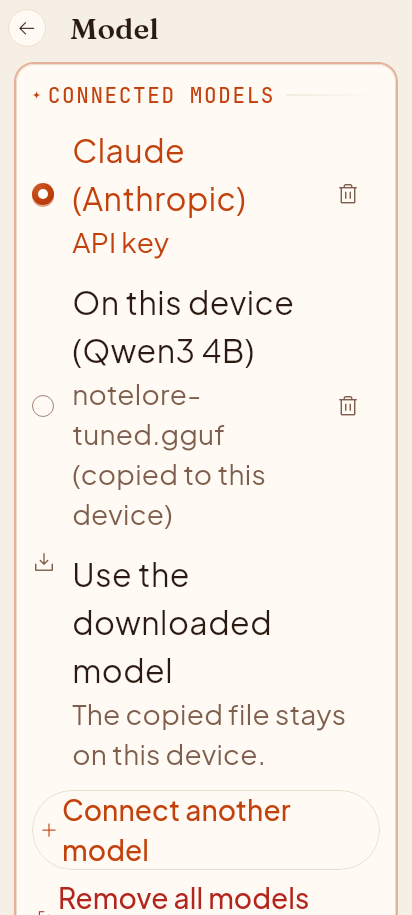 Model
CONNECTED MODELS
Claude
(Anthropic)
API key
On this device
(Qwen3 4B)
notelore-
tuned.gguf
(copied to this
device)
Use the
downloaded
model
The copied file stays
on this device.
Connect another
model
Remove all models